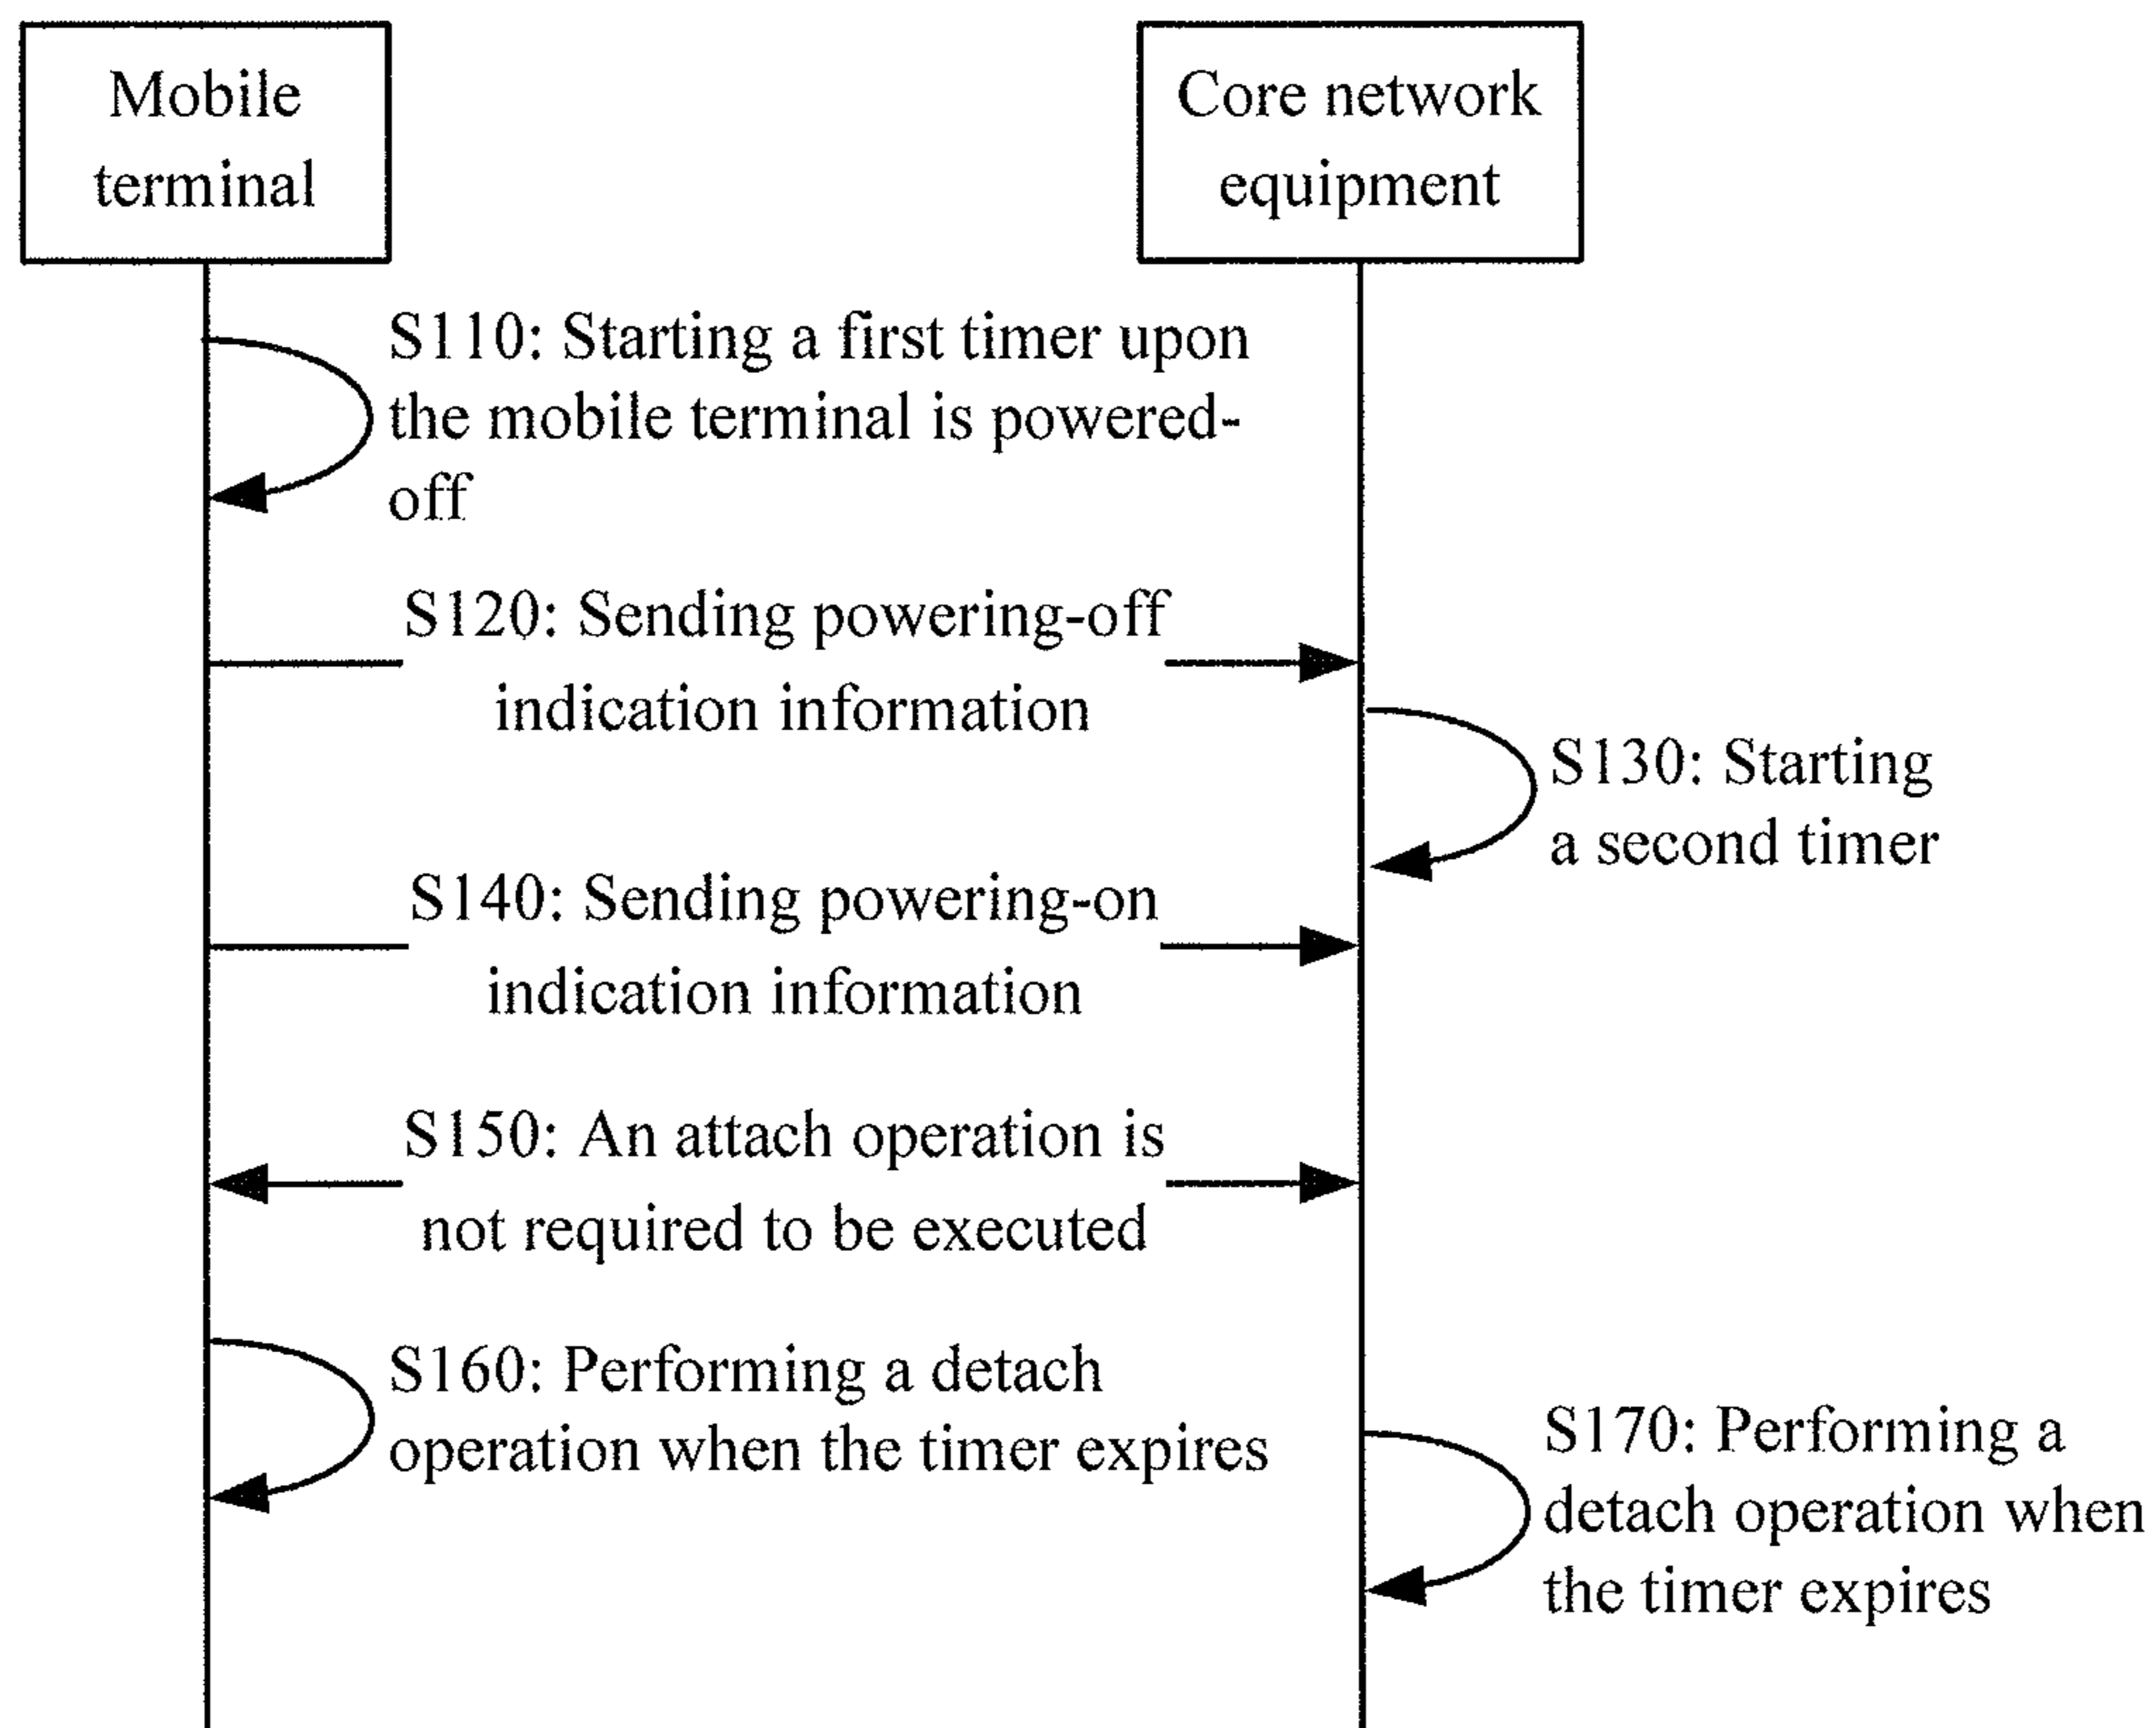 Mobile
terminal
Core network
equipment
S110: Starting a first timer upon
the mobile terminal is powered-
off
S120: Sending powering-off
indication information
S130: Starting
a second timer
S140: Sending powering-on
indication information
S150: An attach operation is
not required to be executed
S160: Performing a detach
operation when the timer expires
S170: Performing a
detach operation when
the timer expires